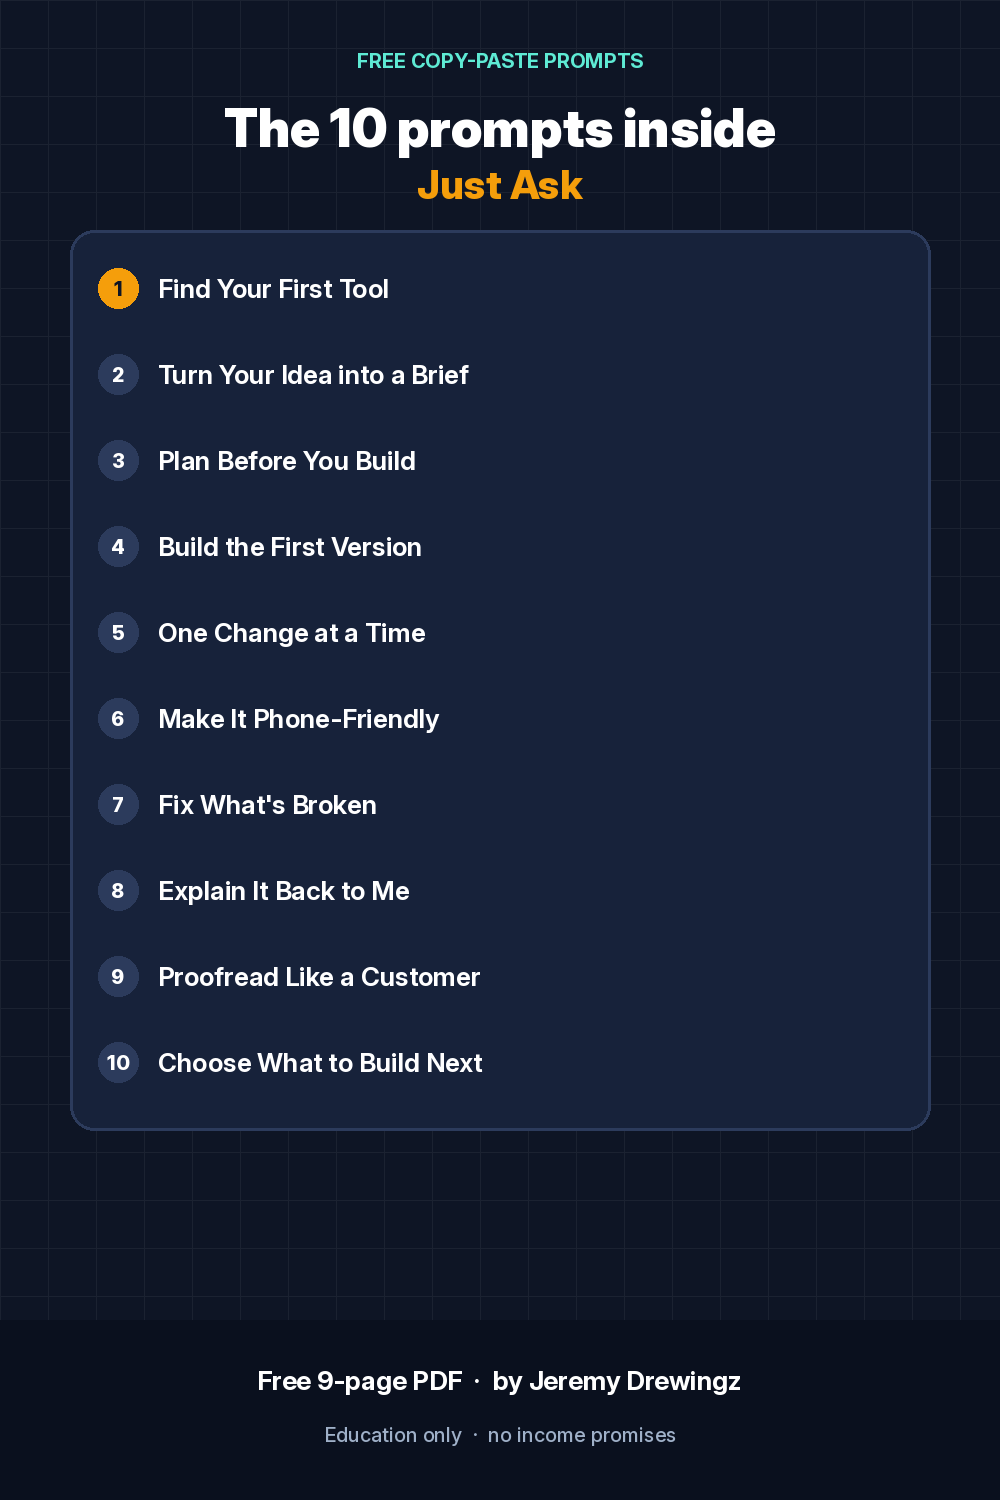 FREE COPY-PASTE PROMPTS
The 10 prompts inside
Just Ask
1 Find Your First Tool
2 Turn Your Idea into a Brief
3 Plan Before You Build
4 Build the First Version
5 One Change at a Time
6 Make It Phone-Friendly
7 Fix What's Broken
8 Explain It Back to Me
9 Proofread Like a Customer
10 Choose What to Build Next
Free 9-page PDF · by Jeremy Drewingz
Education only · no income promises